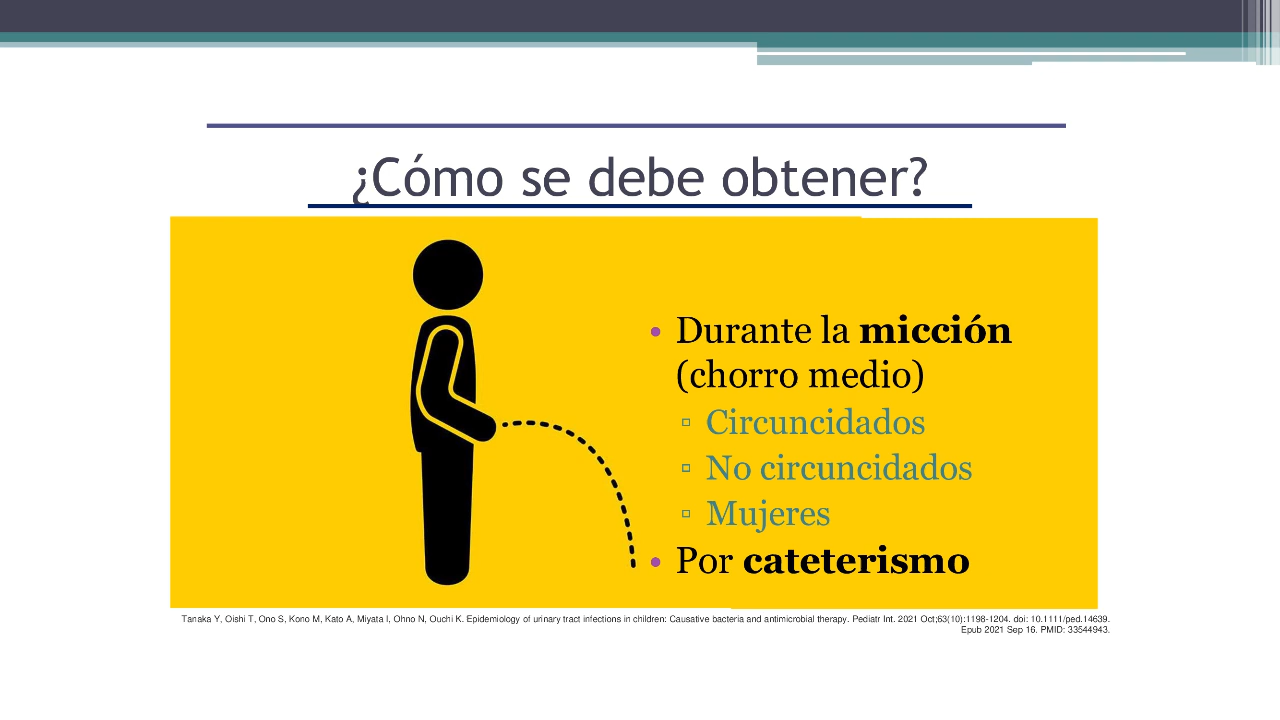 ¿Cómo se debe obtener?
• Durante la micción
(chorro medio)
▫ Circuncidados
▫ No circuncidados
▫ Mujeres
• Por cateterismo
Tanaka Y, Oishi T, Ono S, Kono M, Kato A, Miyata I, Ohno N, Ouchi K. Epidemiology of urinary tract infections in children: Causative bacteria and antimicrobial therapy. Pediatr Int. 2021 Oct;63(10):1198-1204. doi: 10.1111/ped.14639.
Epub 2021 Sep 16. PMID: 33544943.